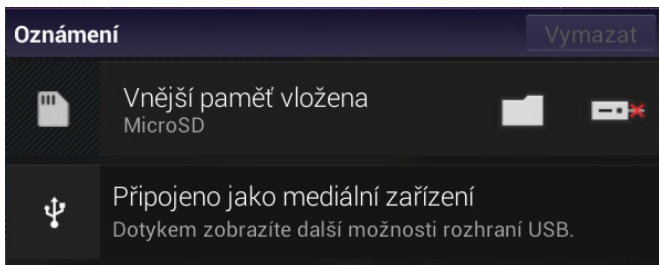 Oznámení
Vymazat
Vnější paměť vložena
MicroSD
Připojeno jako mediální zařízení
Dotykem zobrazíte další možnosti rozhraní USB.